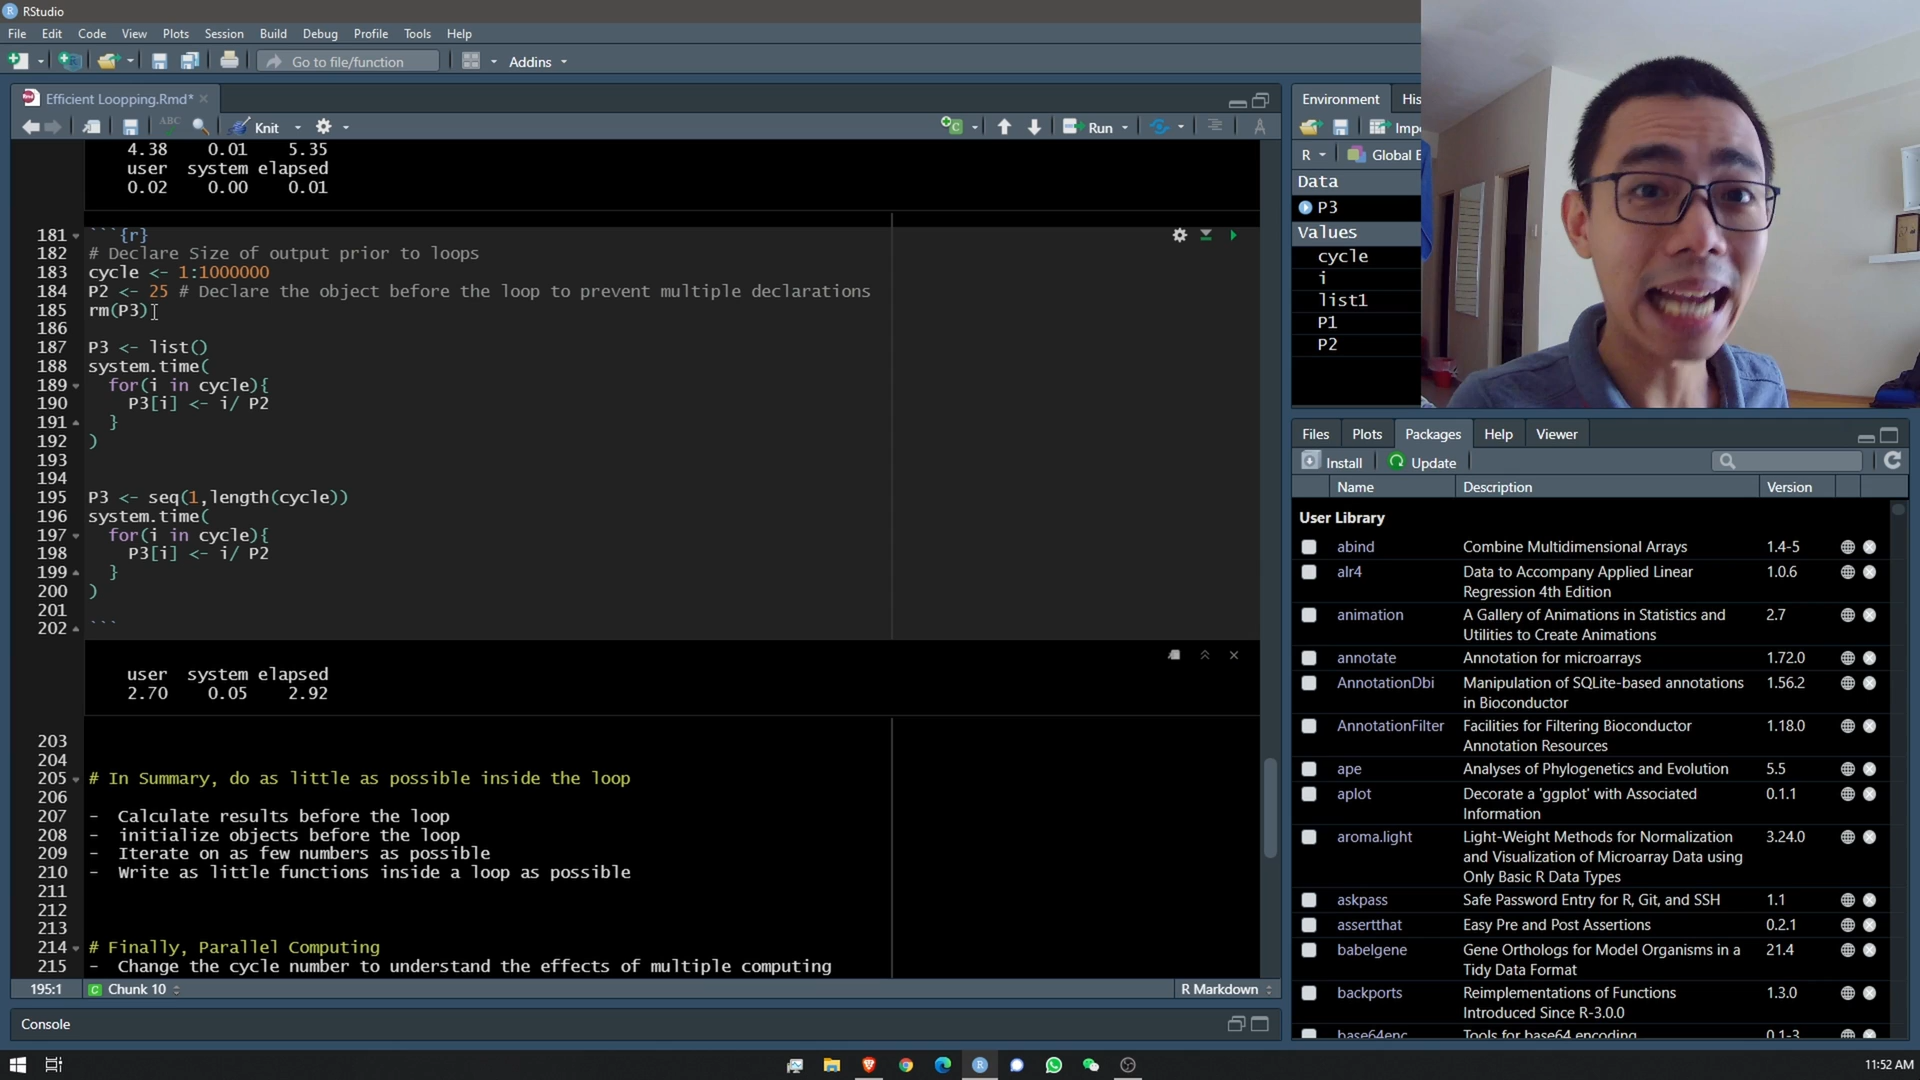 RStudio
File Edit Code View Plots Session Build Debug Profile Tools Help
Go to file/function Addins
Efficient Loopping.Rmd*
ABC Knit Run
4.38 0.01 5.35
user system elapsed
0.02 0.00 0.01
181 ```{r}
182 # Declare Size of output prior to loops
183 cycle <- 1:1000000
184 P2 <- 25 # Declare the object before the loop to prevent multiple declarations
185 rm(P3)
186
187 P3 <- list()
188 system.time(
189 for(i in cycle){
190 P3[i] <- i/ P2
191 }
192 )
193
194
195 P3 <- seq(1,length(cycle))
196 system.time(
197 for(i in cycle){
198 P3[i] <- i/ P2
199 }
200 )
201
202 ```
user system elapsed
2.70 0.05 2.92
203
204
205 # In Summary, do as little as possible inside the loop
206
207 - Calculate results before the loop
208 - initialize objects before the loop
209 - Iterate on as few numbers as possible
210 - Write as little functions inside a loop as possible
211
212
213
214 # Finally, Parallel Computing
215 - Change the cycle number to understand the effects of multiple computing
195:1 Chunk 10 R Markdown
Console
Environment His
Impo
R Global E
Data
P3
Values
cycle
i
list1
P1
P2
Files Plots Packages Help Viewer
Install Update
Name Description Version
User Library
abind Combine Multidimensional Arrays 1.4-5
alr4 Data to Accompany Applied Linear 1.0.6
Regression 4th Edition
animation A Gallery of Animations in Statistics and 2.7
Utilities to Create Animations
annotate Annotation for microarrays 1.72.0
AnnotationDbi Manipulation of SQLite-based annotations 1.56.2
in Bioconductor
AnnotationFilter Facilities for Filtering Bioconductor 1.18.0
Annotation Resources
ape Analyses of Phylogenetics and Evolution 5.5
aplot Decorate a 'ggplot' with Associated 0.1.1
Information
aroma.light Light-Weight Methods for Normalization 3.24.0
and Visualization of Microarray Data using
Only Basic R Data Types
askpass Safe Password Entry for R, Git, and SSH 1.1
assertthat Easy Pre and Post Assertions 0.2.1
babelgene Gene Orthologs for Model Organisms in a 21.4
Tidy Data Format
backports Reimplementations of Functions 1.3.0
Introduced Since R-3.0.0
base64enc Tools for base64 encoding 0.1-3
11:52 AM